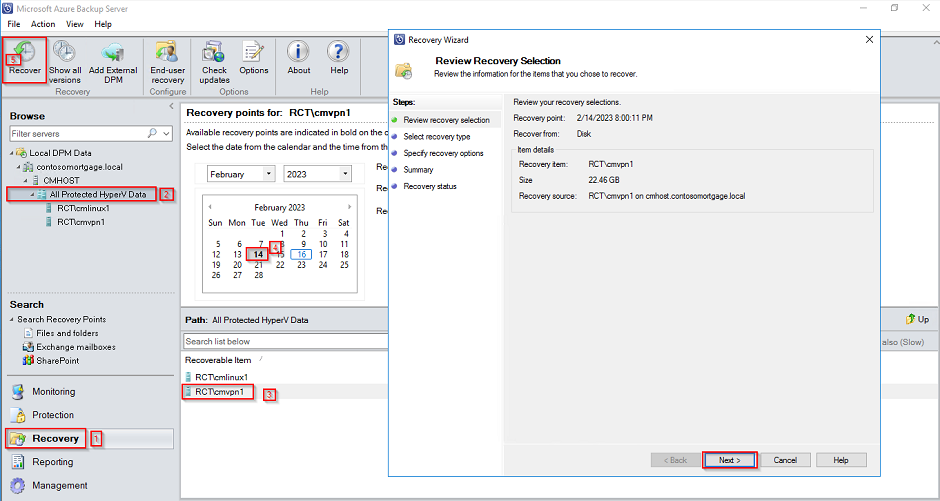 Microsoft Azure Backup Server
File Action View Help
5
Recover
Show all versions
Add External DPM
End-user recovery
Check updates
Options
About
Help
Recovery
Configure
Options
Help
Browse
Filter servers
Local DPM Data
contosomortgage.local
CMHOST
All Protected HyperV Data
2
RCT\cmlinux1
RCT\cmvpn1
Search
Search Recovery Points
Files and folders
Exchange mailboxes
SharePoint
Monitoring
Protection
Recovery
1
Reporting
Management
Recovery points for: RCT\cmvpn1
Available recovery points are indicated in bold on the c
Select the date from the calendar and the time from the
February
2023
Rec
Rec
Rec
February 2023
Sun Mon Tue Wed Thu Fri Sat
1 2 3 4
5 6 7 8 9 10 11
4
12 13 14 15 16 17 18
19 20 21 22 23 24 25
26 27 28
Path: All Protected HyperV Data
Up
Search list below
also (Slow)
Recoverable Item
RCT\cmlinux1
RCT\cmvpn1
3
Recovery Wizard
Review Recovery Selection
Review the information for the items that you chose to recover.
Steps:
Review recovery selection
Select recovery type
Specify recovery options
Summary
Recovery status
Review your recovery selections.
Recovery point: 2/14/2023 8:00:11 PM
Recover from: Disk
Item details
Recovery item: RCT\cmvpn1
Size 22.46 GB
Recovery source: RCT\cmvpn1 on cmhost.contosomortgage.local
< Back
Next >
Cancel
Help